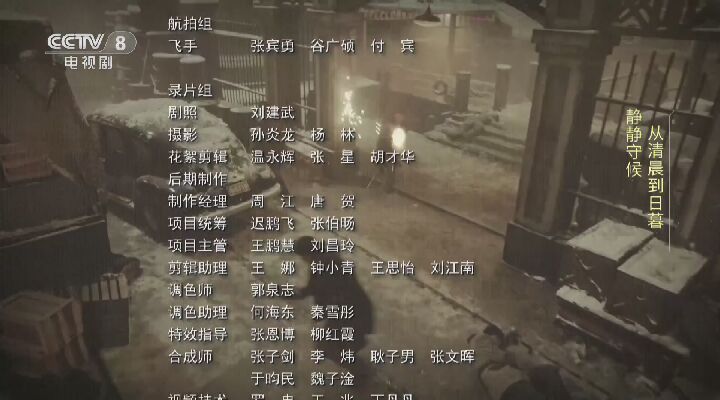 CCTV 8
电视剧
航拍组
飞手 张宾勇 谷广硕 付 宾
录片组
剧照 刘建武
摄影 孙炎龙 杨 林
花絮剪辑 温永辉 张 星 胡才华
后期制作
制作经理 周 江 唐 贺
项目统筹 迟鹏飞 张伯旸
项目主管 王鹏慧 刘昌玲
剪辑助理 王 娜 钟小青 王思怡 刘江南
调色师 郭泉志
调色助理 何海东 秦雪彤
特效指导 张恩博 柳红霞
合成师 张子剑 李 炜 耿子男 张文晖
于昀民 魏子淦
从清晨到日暮
静静守候